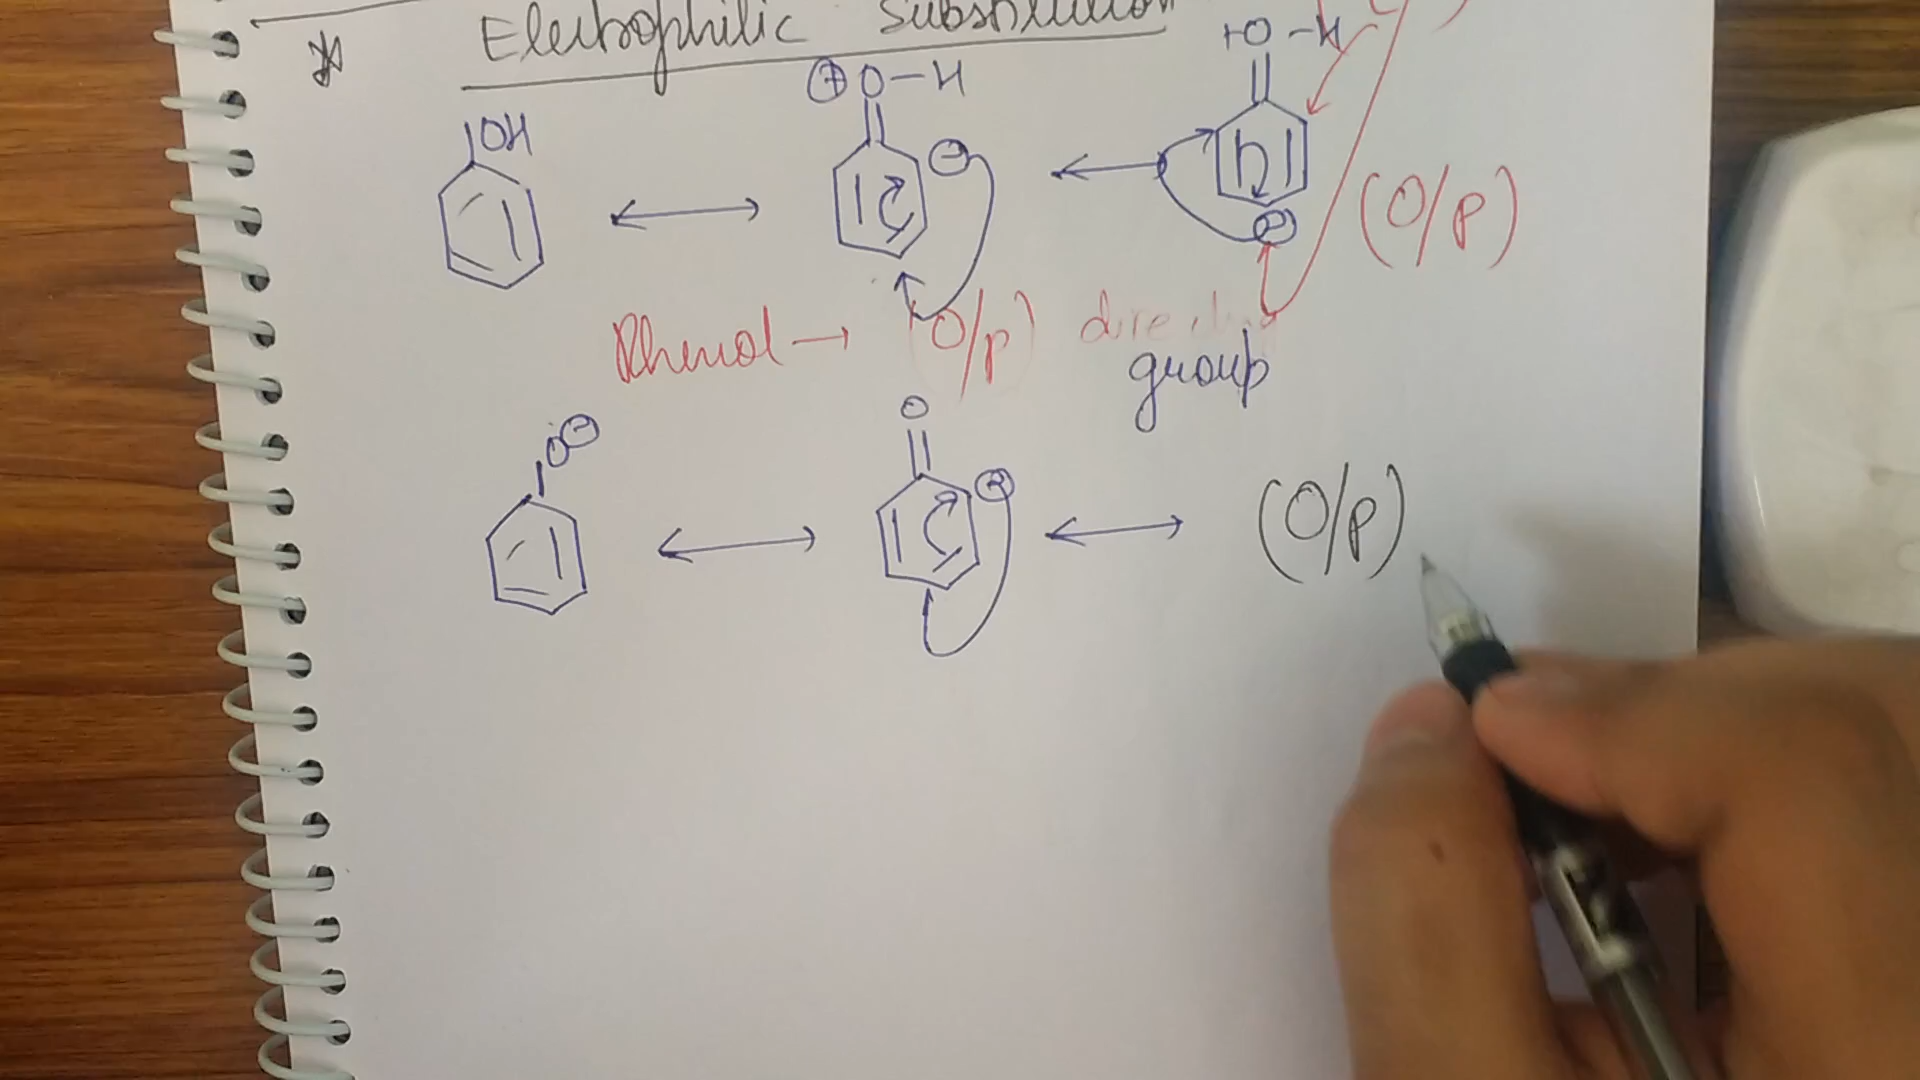 Electrophilic Substitution
⊕ O-H
+O-H
OH
⊖
⊖
(O/p)
Phenol → (O/p) directing
group
O⊖
O
⊖
(O/p)